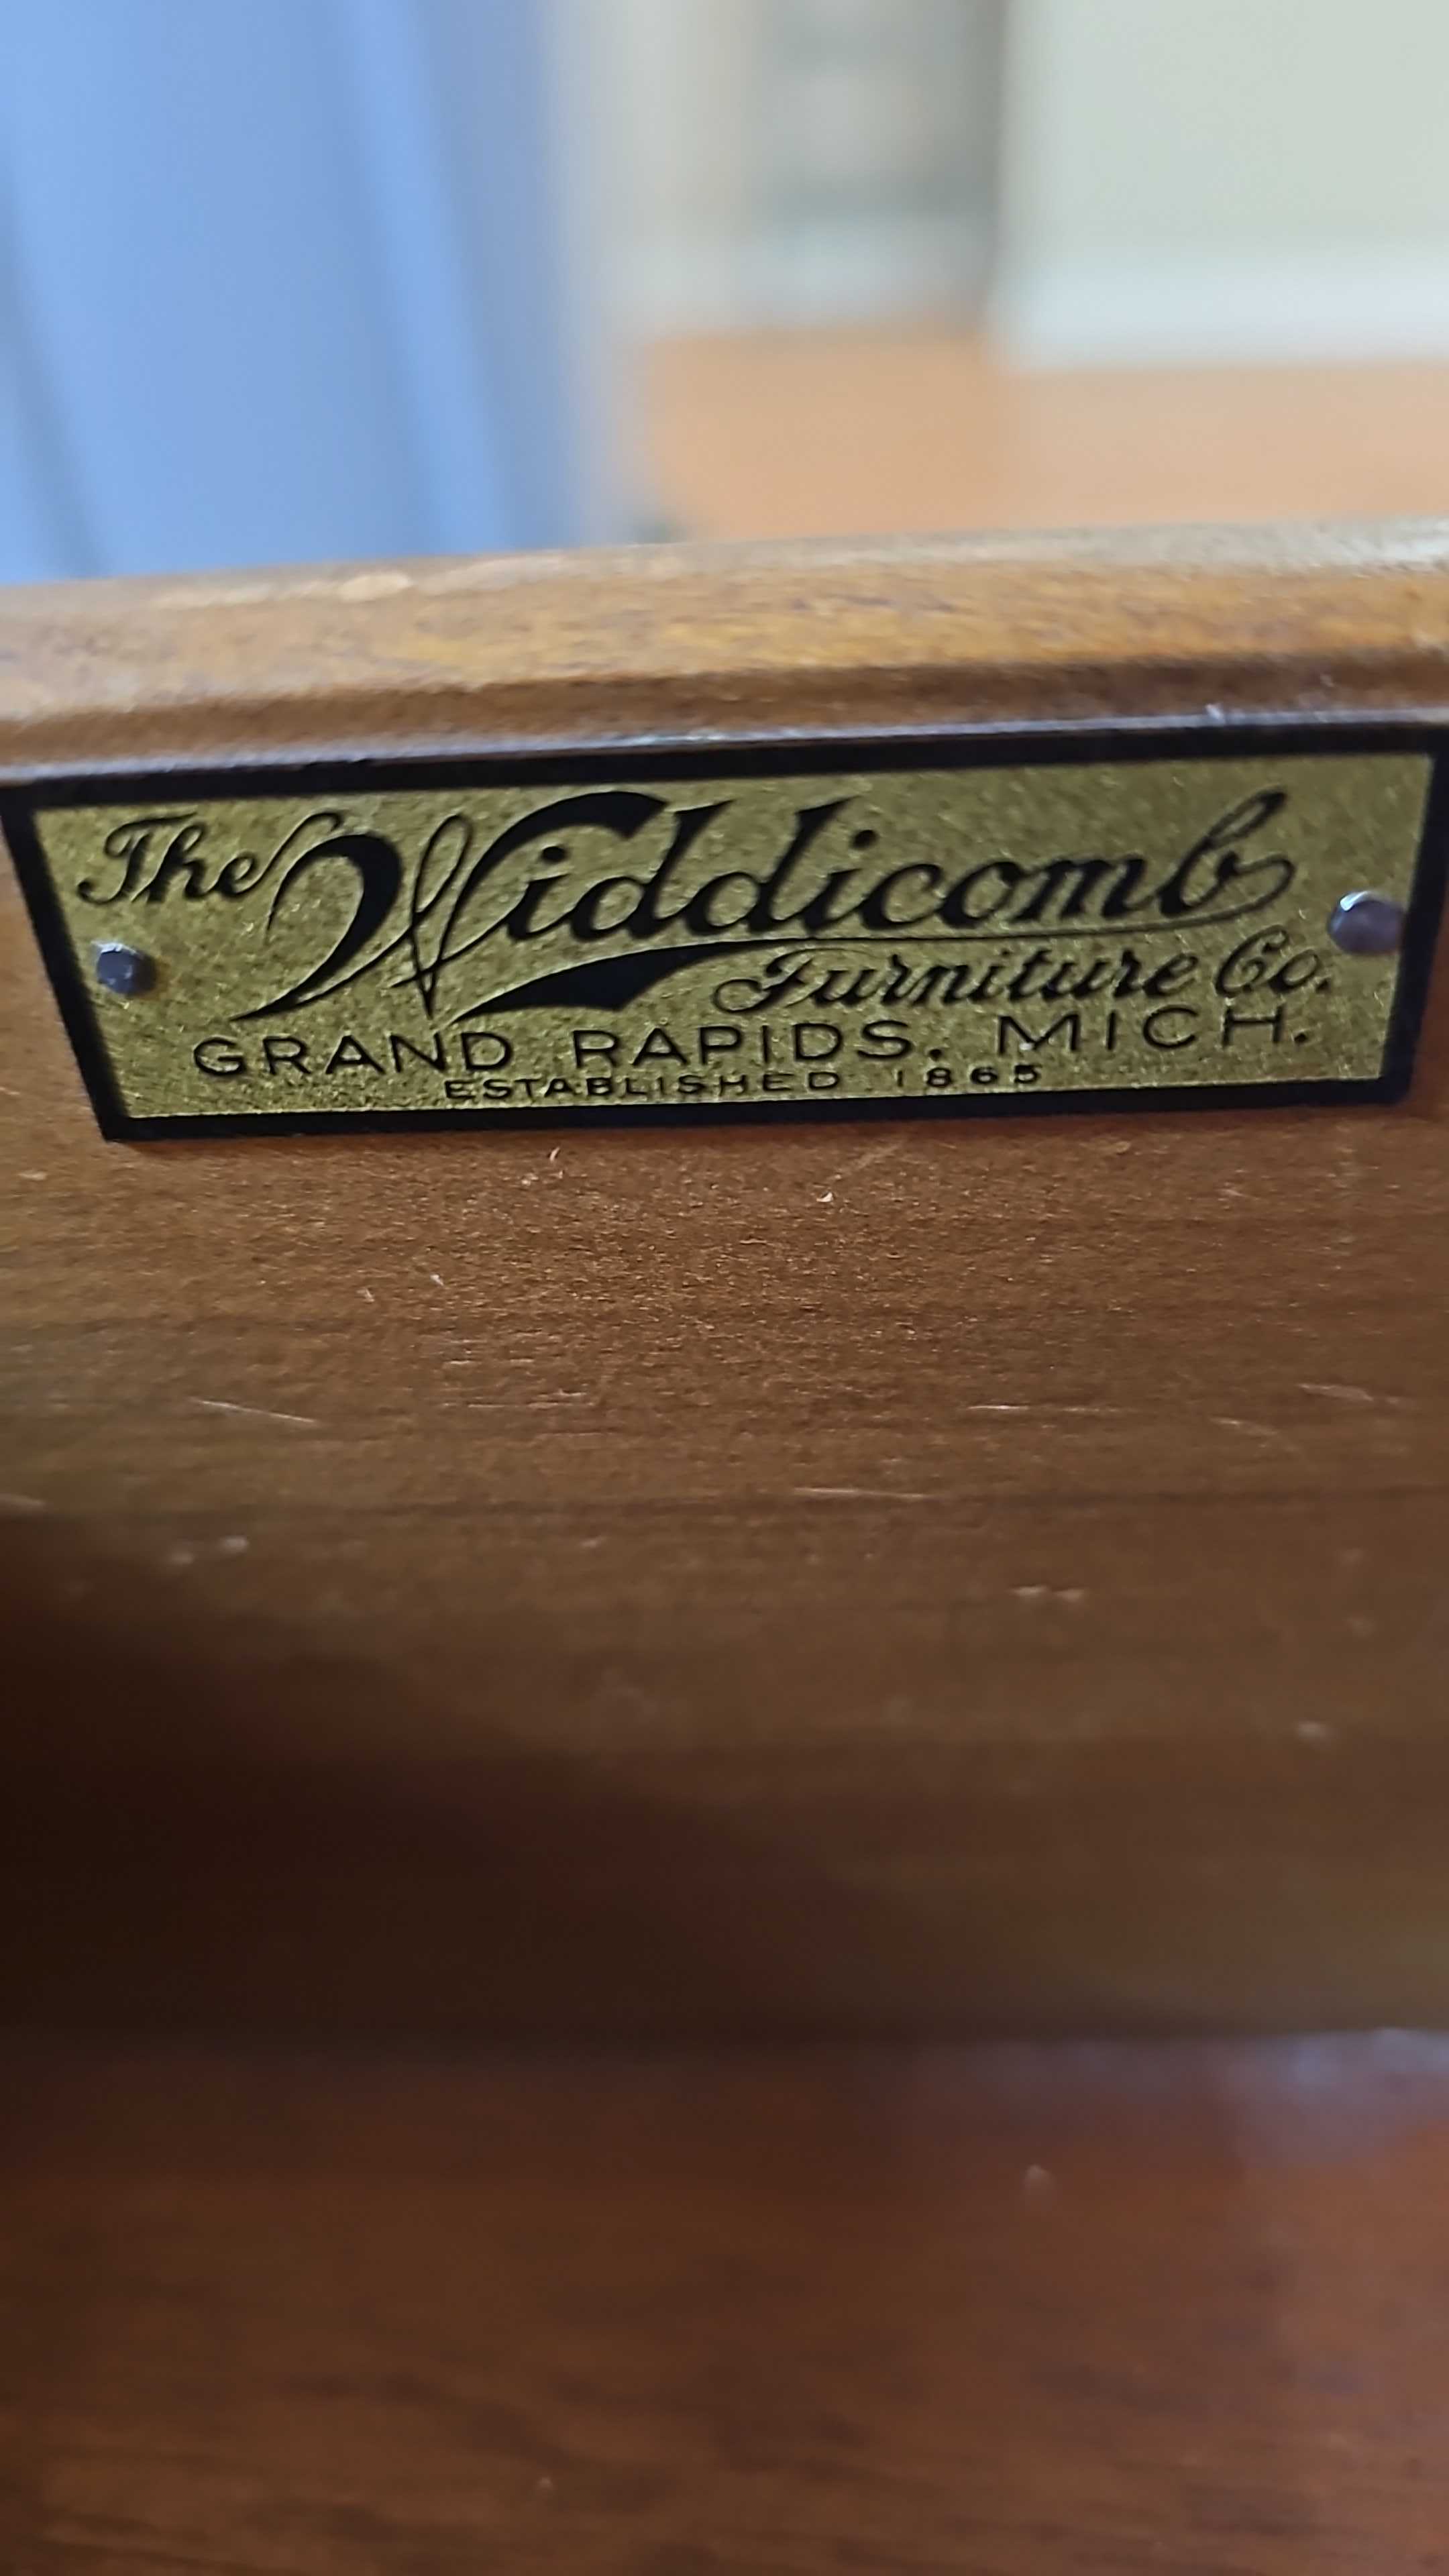 The Widdicomb
Furniture Co.
GRAND RAPIDS, MICH.
ESTABLISHED 1865